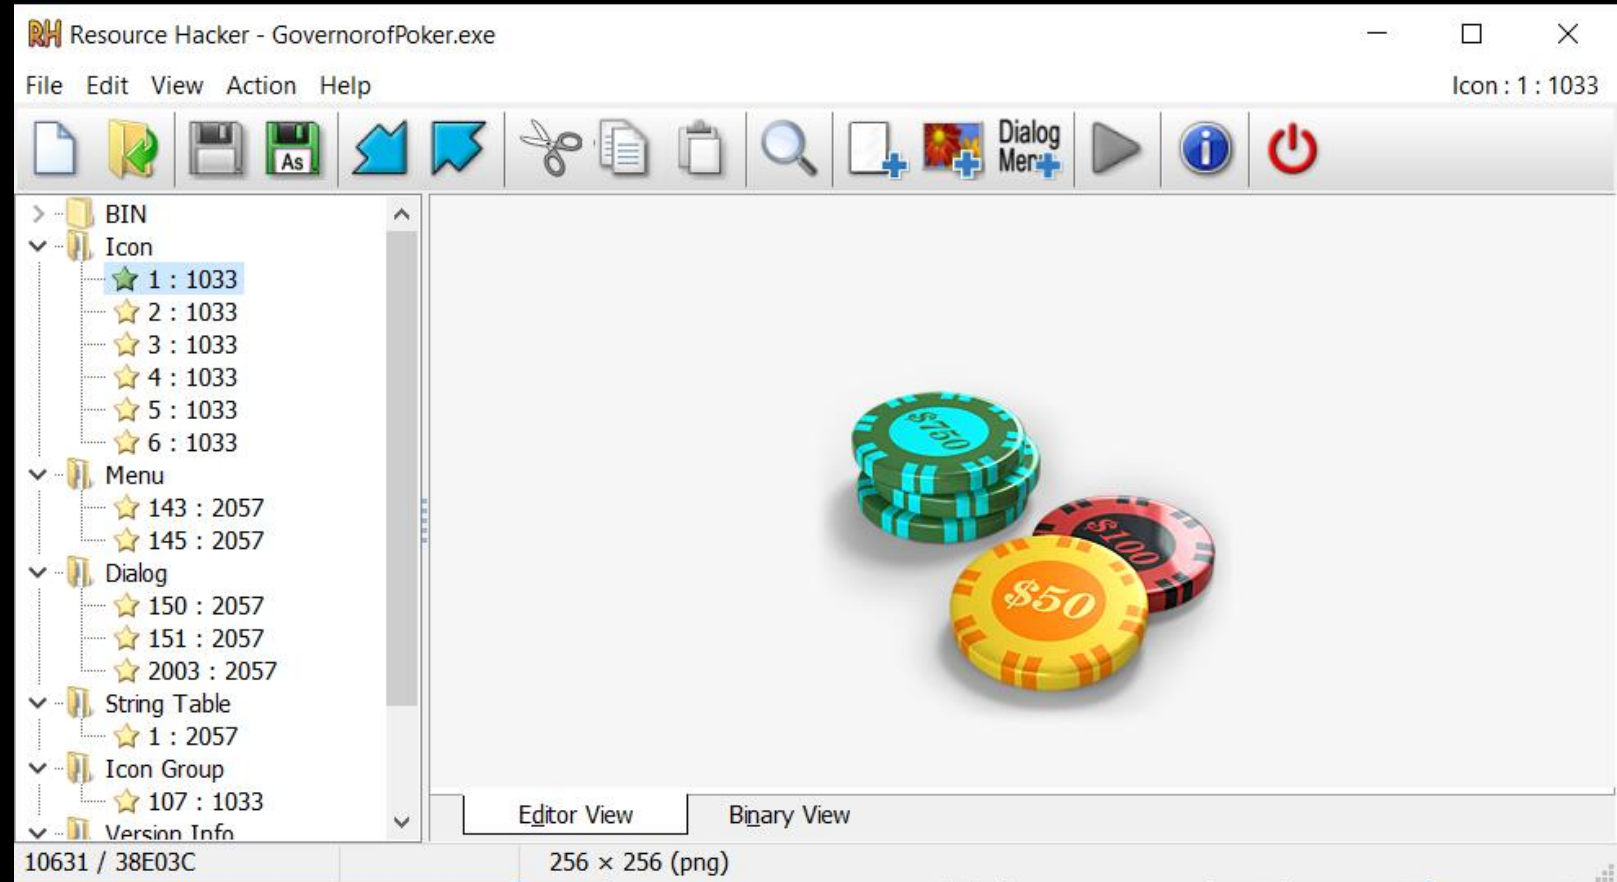 RH Resource Hacker - GovernorofPoker.exe
File Edit View Action Help
Icon : 1 : 1033
As
Dialog
Menu
BIN
Icon
1 : 1033
2 : 1033
3 : 1033
4 : 1033
5 : 1033
6 : 1033
Menu
143 : 2057
145 : 2057
Dialog
150 : 2057
151 : 2057
2003 : 2057
String Table
1 : 2057
Icon Group
107 : 1033
Version Info
$750
$100
$50
Editor View
Binary View
10631 / 38E03C
256 × 256 (png)